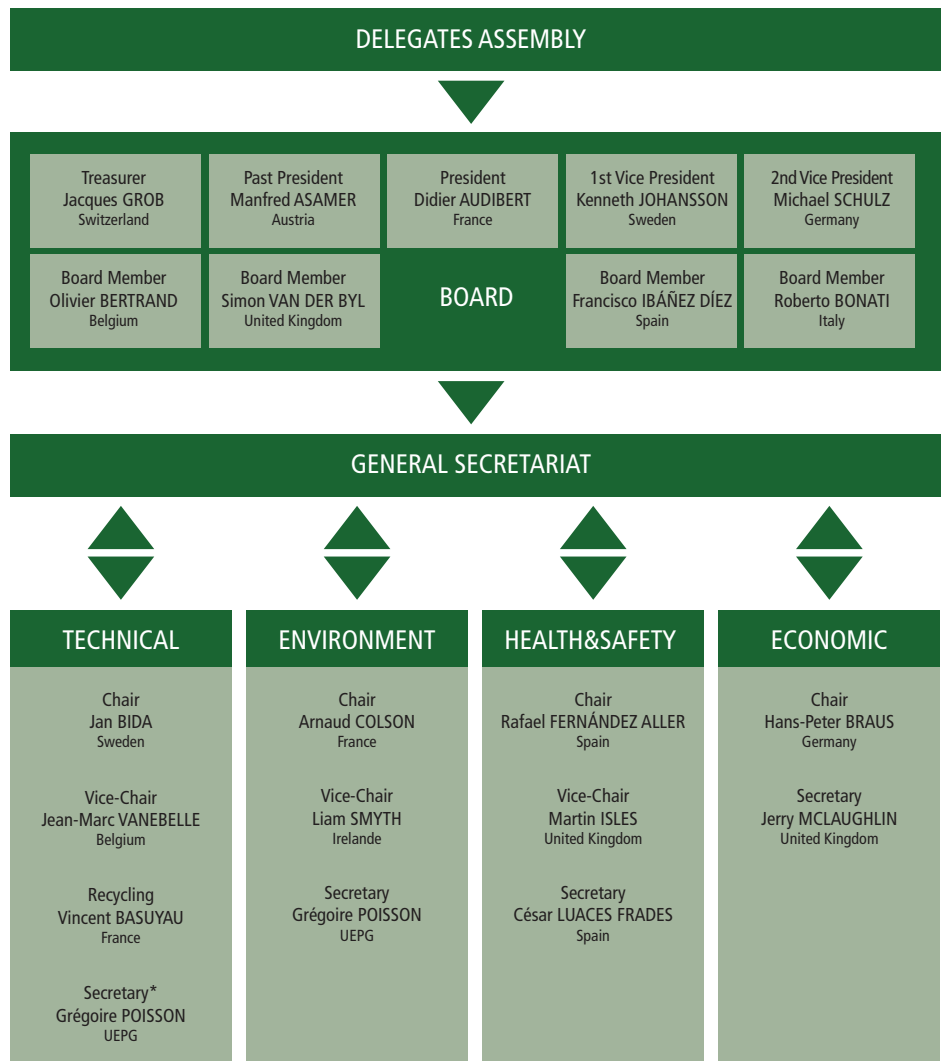 DELEGATES ASSEMBLY
Treasurer
Jacques GROB
Switzerland
Past President
Manfred ASAMER
Austria
President
Didier AUDIBERT
France
1st Vice President
Kenneth JOHANSSON
Sweden
2nd Vice President
Michael SCHULZ
Germany
Board Member
Olivier BERTRAND
Belgium
Board Member
Simon VAN DER BYL
United Kingdom
BOARD
Board Member
Francisco IBÁÑEZ DÍEZ
Spain
Board Member
Roberto BONATI
Italy
GENERAL SECRETARIAT
TECHNICAL
Chair
Jan BIDA
Sweden
Vice-Chair
Jean-Marc VANEBELLE
Belgium
Recycling
Vincent BASUYAU
France
Secretary*
Grégoire POISSON
UEPG
ENVIRONMENT
Chair
Arnaud COLSON
France
Vice-Chair
Liam SMYTH
Irelande
Secretary
Grégoire POISSON
UEPG
HEALTH&SAFETY
Chair
Rafael FERNÁNDEZ ALLER
Spain
Vice-Chair
Martin ISLES
United Kingdom
Secretary
César LUACES FRADES
Spain
ECONOMIC
Chair
Hans-Peter BRAUS
Germany
Secretary
Jerry MCLAUGHLIN
United Kingdom